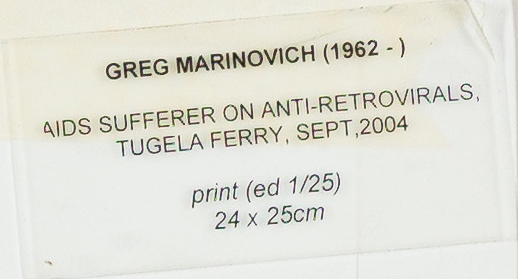 GREG MARINOVICH (1962 - )
AIDS SUFFERER ON ANTI-RETROVIRALS,
TUGELA FERRY, SEPT,2004
print (ed 1/25)
24 x 25cm